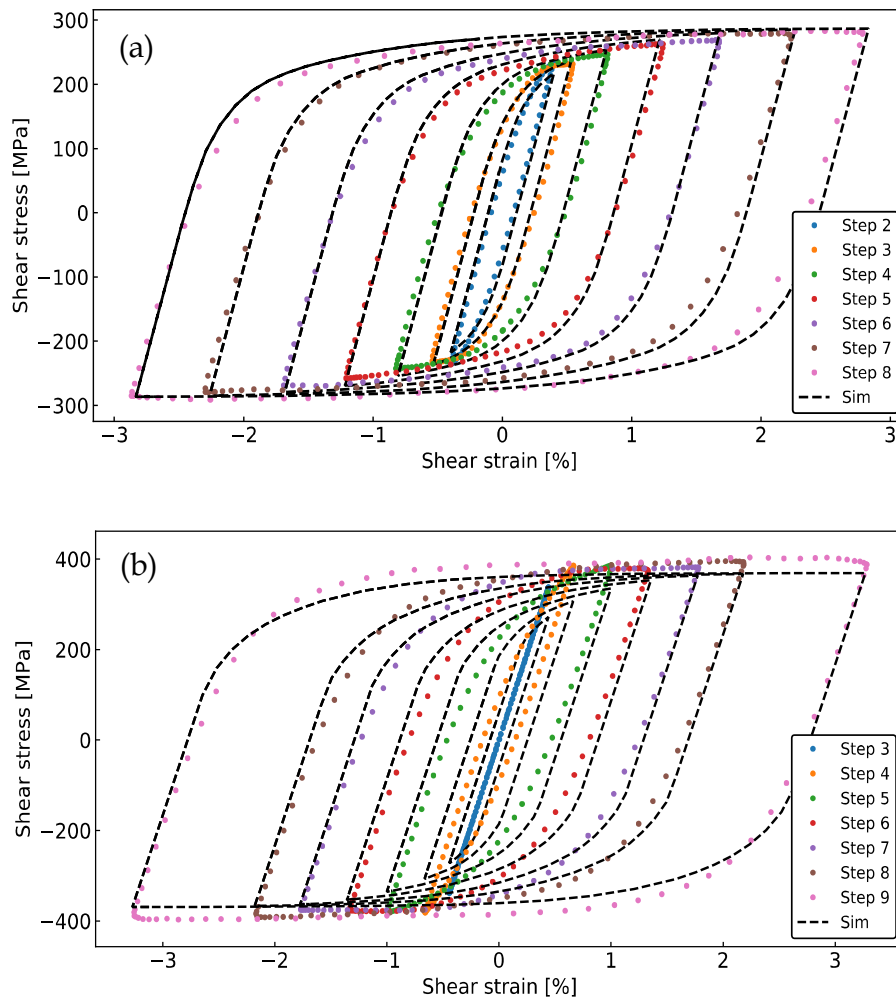 (a)
Shear stress [MPa]
300
200
100
0
−100
−200
−300
−3 −2 −1 0 1 2 3
Shear strain [%]
Step 2
Step 3
Step 4
Step 5
Step 6
Step 7
Step 8
Sim
(b)
Shear stress [MPa]
400
200
0
−200
−400
−3 −2 −1 0 1 2 3
Shear strain [%]
Step 3
Step 4
Step 5
Step 6
Step 7
Step 8
Step 9
Sim